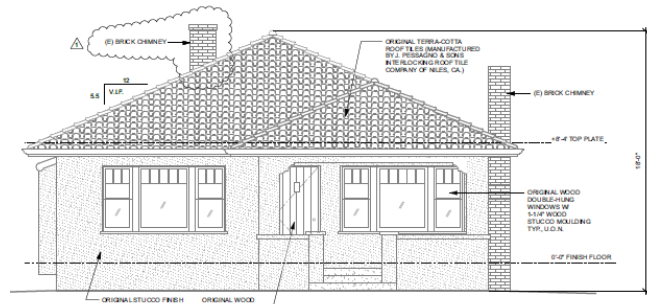 1
(E) BRICK CHIMNEY
ORIGINAL TERRA-COTTA
ROOF TILES (MANUFACTURED
BY J. PESSAGNO & SONS
INTERLOCKING ROOF TILE
COMPANY OF NILES, CA.)
12
5.5
V.I.F.
(E) BRICK CHIMNEY
+8'-4" TOP PLATE
18'-0"
ORIGINAL WOOD
DOUBLE-HUNG
WINDOWS W/
1-1/4" WOOD
STUCCO MOULDING
TYP., U.O.N.
0'-0" FINISH FLOOR
ORIGINAL STUCCO FINISH
ORIGINAL WOOD